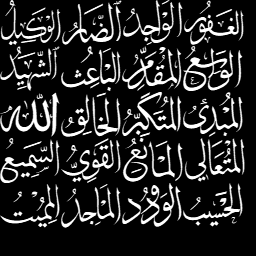 الغفور الواجد الضار الوكيل
الواسع المقدم الباعث الشهيد
المبدئ المتكبر الخالق الله
المتعالي المانع القوي السميع
الحسيب الودود الماجد المميت